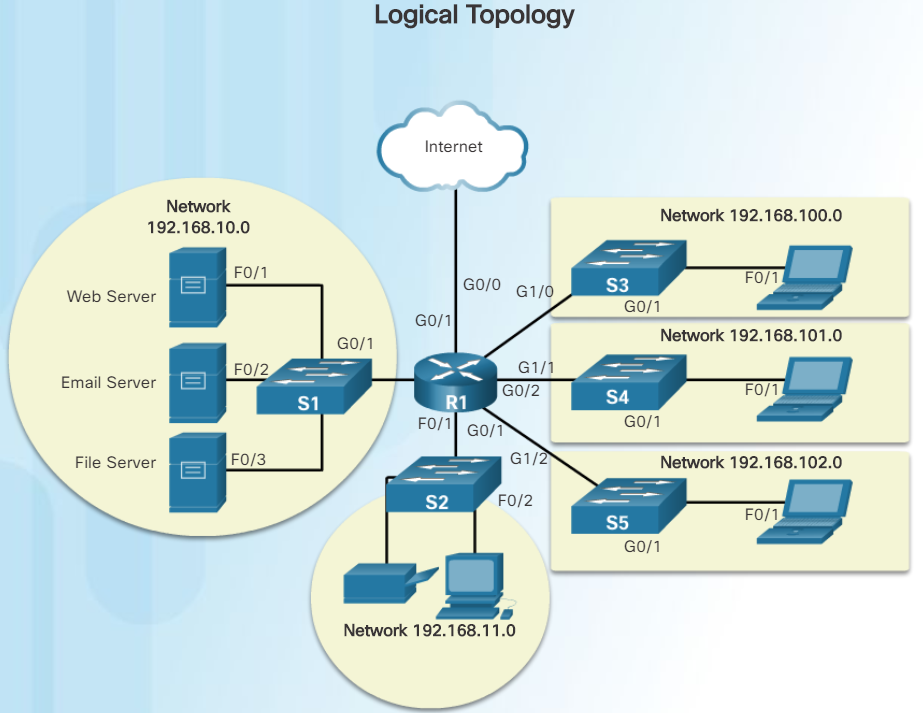 Logical Topology
Internet
Network
192.168.10.0
Web Server
F0/1
Email Server
F0/2
File Server
F0/3
G0/1
S1
G0/0
G0/1
R1
G1/0
G1/1
G0/2
F0/1
G0/1
G1/2
S2
F0/2
Network 192.168.11.0
Network 192.168.100.0
S3
G0/1
F0/1
Network 192.168.101.0
S4
G0/1
F0/1
Network 192.168.102.0
S5
G0/1
F0/1